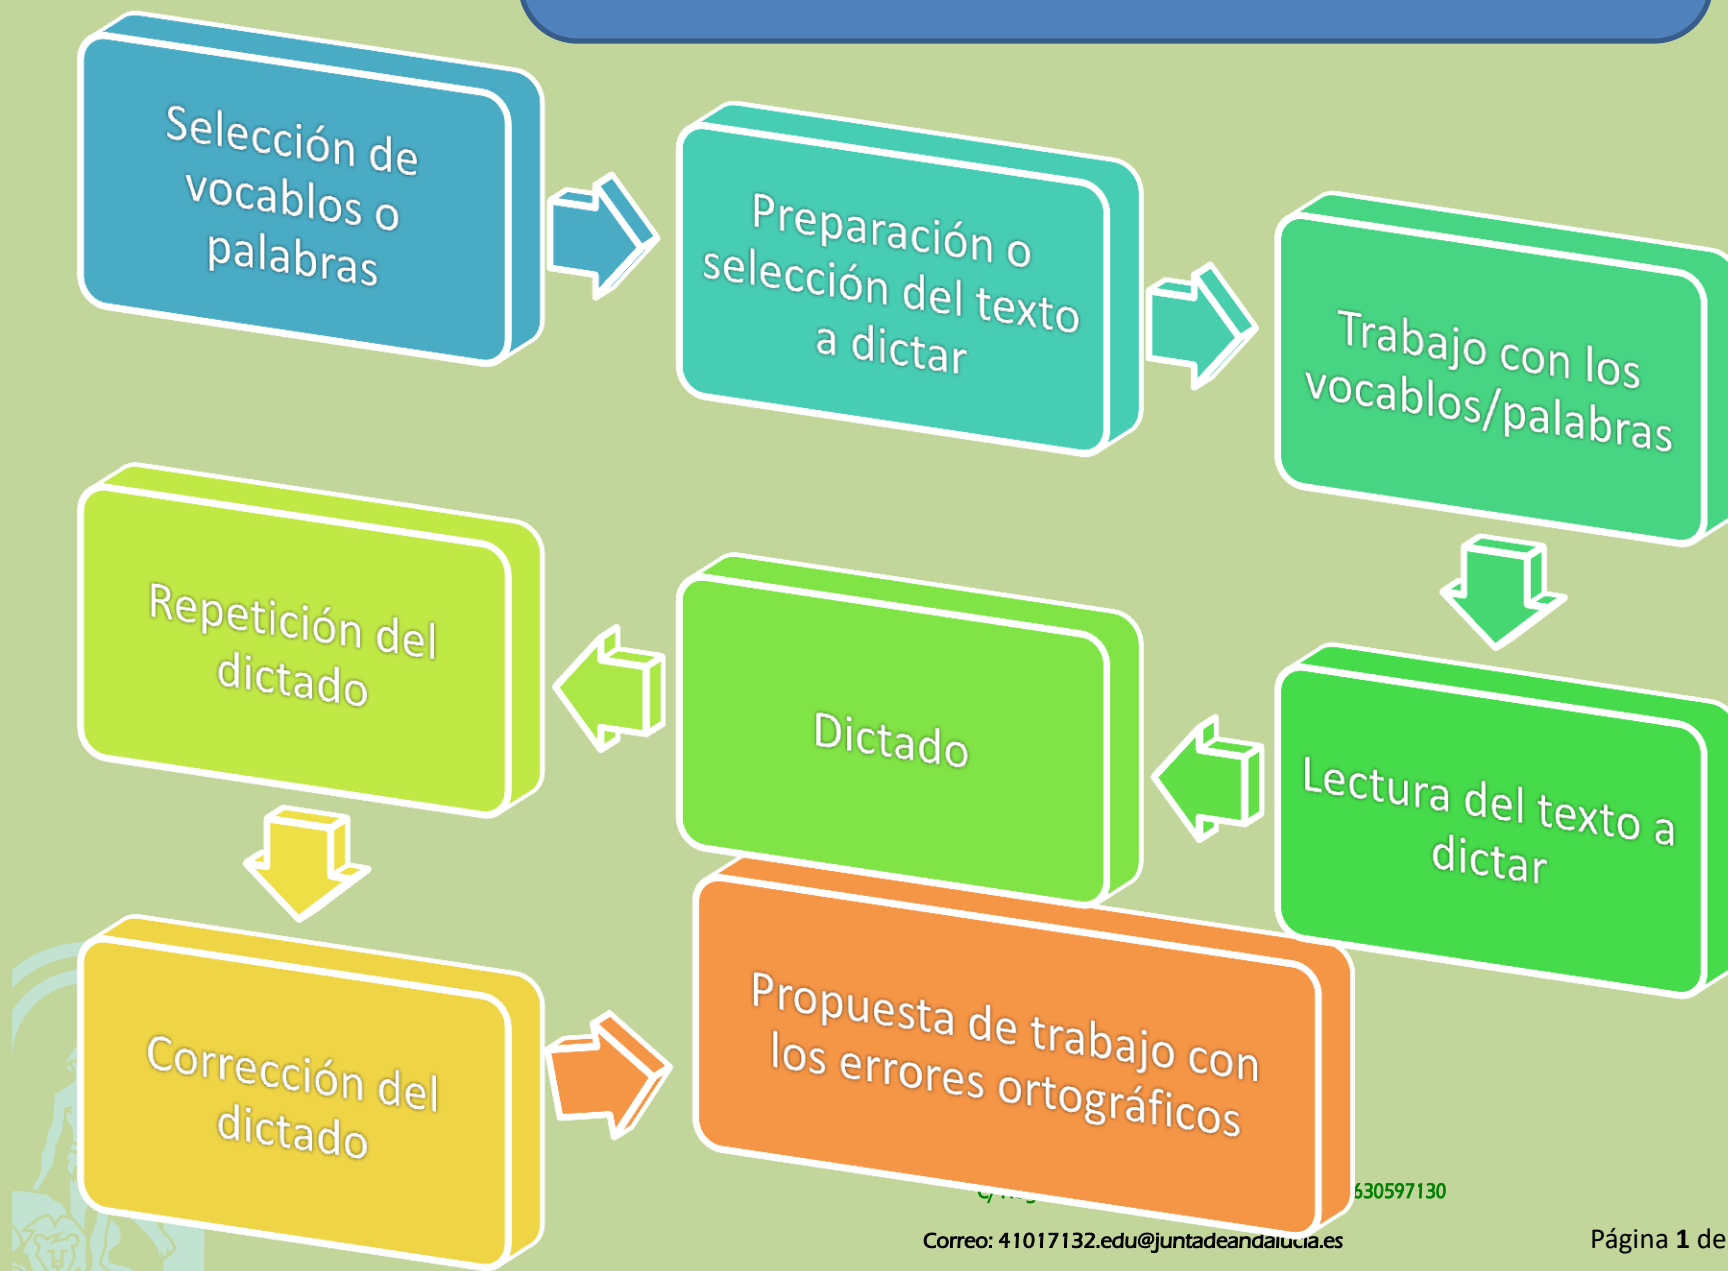 Selección de
vocablos o
palabras
Preparación o
selección del texto
a dictar
Trabajo con los
vocablos/palabras
Lectura del texto a
dictar
Dictado
Repetición del
dictado
Corrección del
dictado
Propuesta de trabajo con
los errores ortográficos
630597130
Correo: 41017132.edu@juntadeandalucia.es
Página 1 de